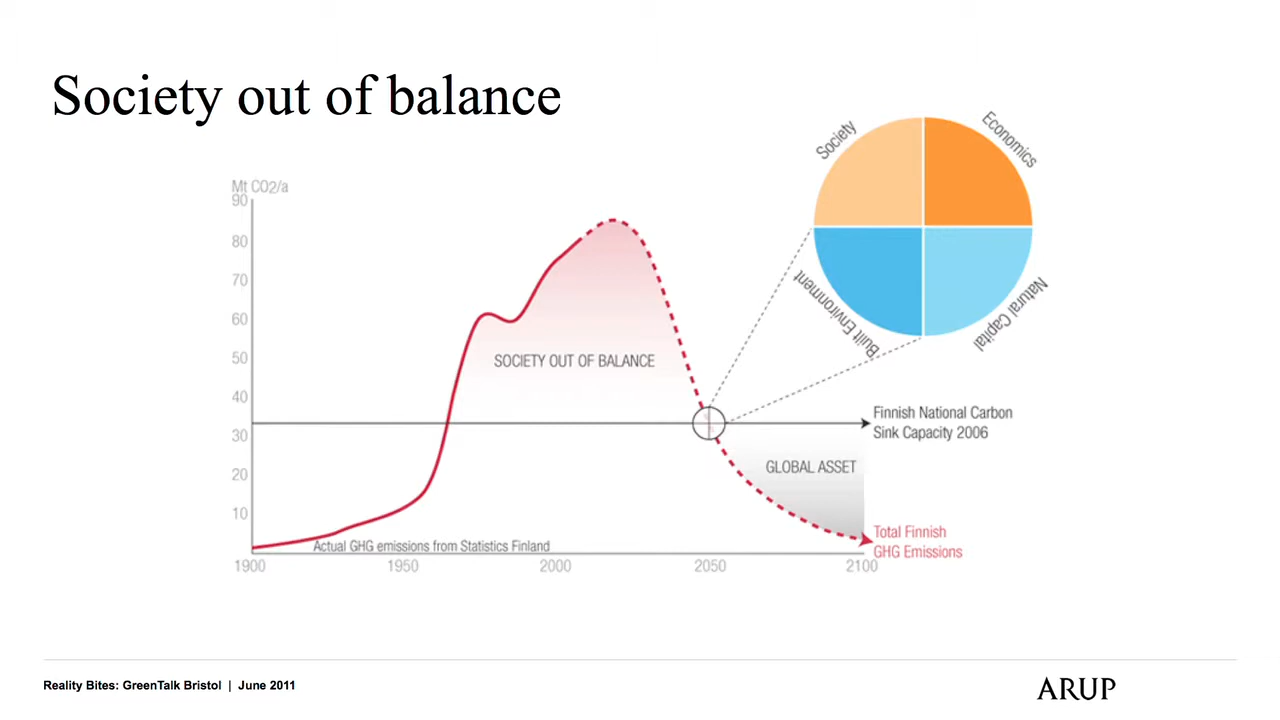 Society out of balance
Mt CO2/a
90
80
70
60
50
40
30
20
10
1900
1950
2000
2050
2100
SOCIETY OUT OF BALANCE
GLOBAL ASSET
Actual GHG emissions from Statistics Finland
Finnish National Carbon
Sink Capacity 2006
Total Finnish
GHG Emissions
Society
Economics
Built Environment
Natural Capital
Reality Bites: GreenTalk Bristol | June 2011
ARUP